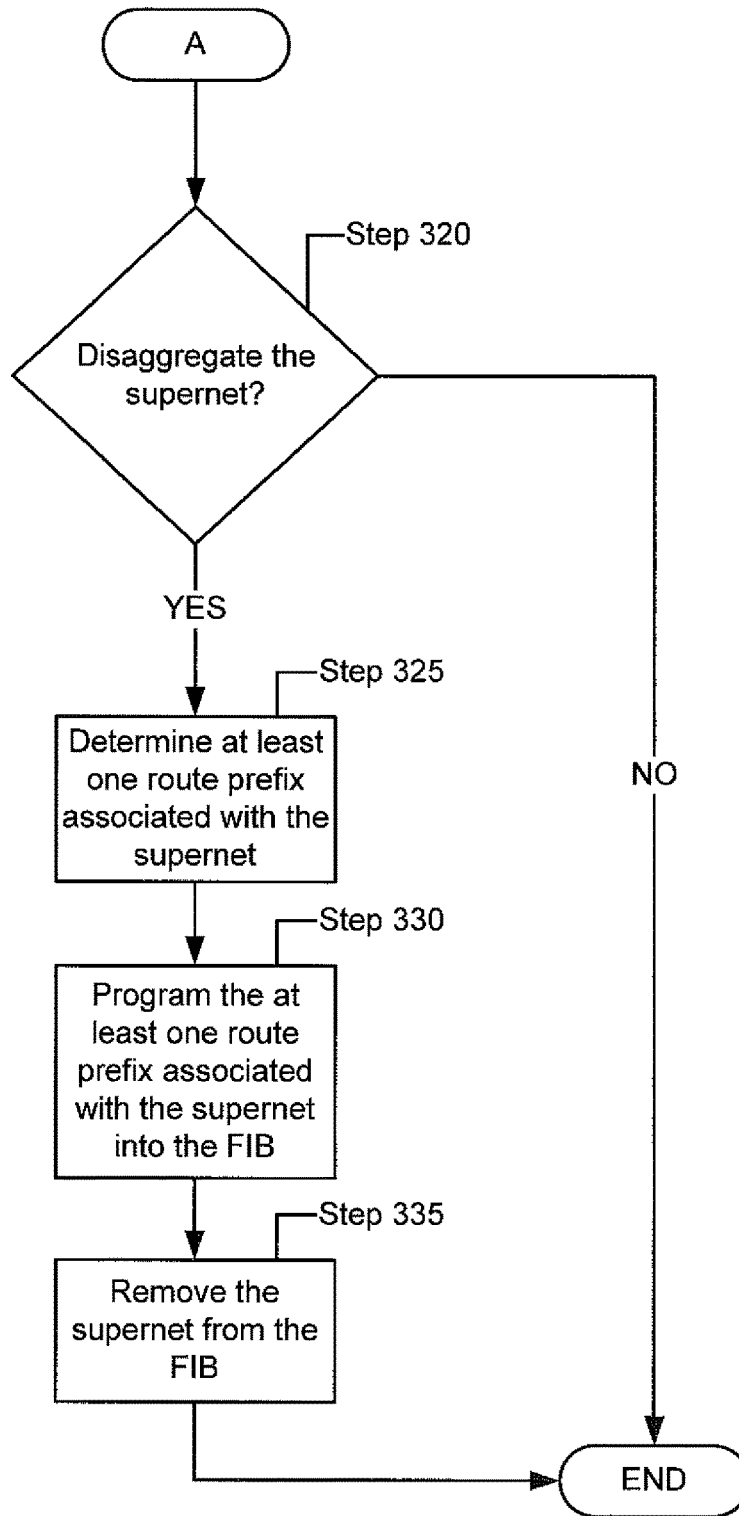 A
Step 320
Disaggregate the
supernet?
YES
Step 325
Determine at least
one route prefix
associated with the
supernet
NO
Step 330
Program the at
least one route
prefix associated
with the supernet
into the FIB
Step 335
Remove the
supernet from the
FIB
END